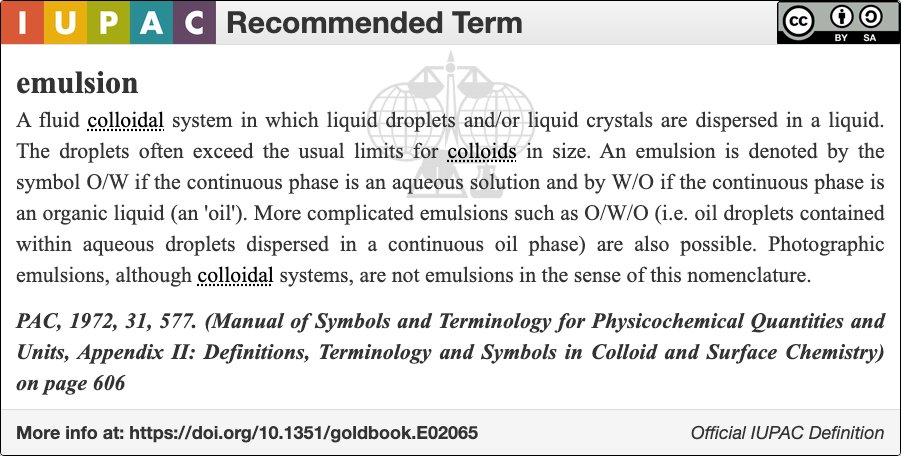 IUPAC Recommended Term
cc BY SA
emulsion
A fluid colloidal system in which liquid droplets and/or liquid crystals are dispersed in a liquid.
The droplets often exceed the usual limits for colloids in size. An emulsion is denoted by the
symbol O/W if the continuous phase is an aqueous solution and by W/O if the continuous phase is
an organic liquid (an 'oil'). More complicated emulsions such as O/W/O (i.e. oil droplets contained
within aqueous droplets dispersed in a continuous oil phase) are also possible. Photographic
emulsions, although colloidal systems, are not emulsions in the sense of this nomenclature.
PAC, 1972, 31, 577. (Manual of Symbols and Terminology for Physicochemical Quantities and
Units, Appendix II: Definitions, Terminology and Symbols in Colloid and Surface Chemistry)
on page 606
More info at: https://doi.org/10.1351/goldbook.E02065
Official IUPAC Definition